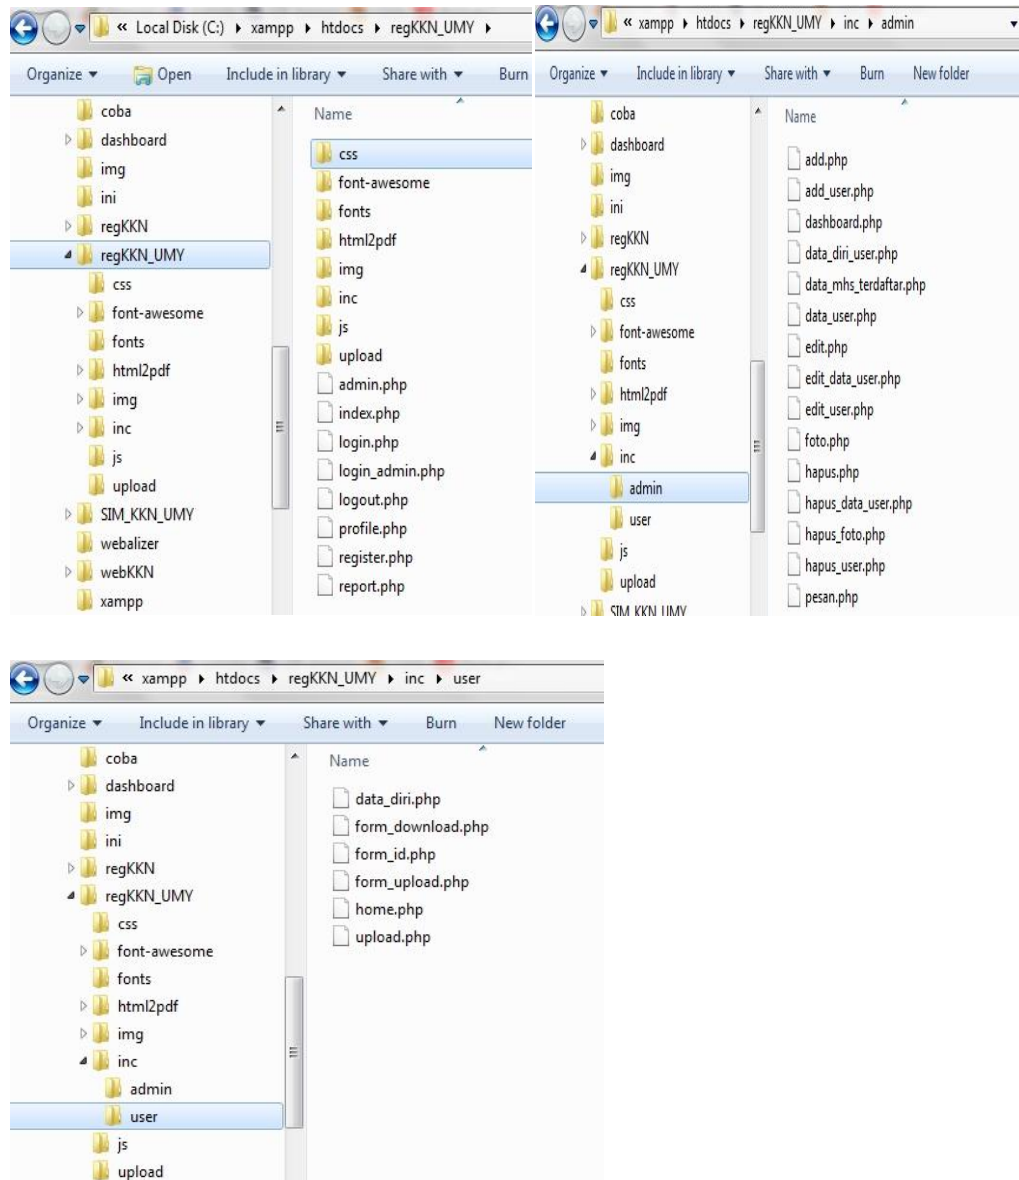 « Local Disk (C:) ▸ xampp ▸ htdocs ▸ regKKN_UMY ▸
Organize ▾ Open Include in library ▾ Share with ▾ Burn
coba
dashboard
img
ini
regKKN
regKKN_UMY
css
font-awesome
fonts
html2pdf
img
inc
js
upload
SIM_KKN_UMY
webalizer
webKKN
xampp
Name
css
font-awesome
fonts
html2pdf
img
inc
js
upload
admin.php
index.php
login.php
login_admin.php
logout.php
profile.php
register.php
report.php
« xampp ▸ htdocs ▸ regKKN_UMY ▸ inc ▸ admin
Organize ▾ Include in library ▾ Share with ▾ Burn New folder
coba
dashboard
img
ini
regKKN
regKKN_UMY
css
font-awesome
fonts
html2pdf
img
inc
admin
user
js
upload
SIM_KKN_UMY
Name
add.php
add_user.php
dashboard.php
data_diri_user.php
data_mhs_terdaftar.php
data_user.php
edit.php
edit_data_user.php
edit_user.php
foto.php
hapus.php
hapus_data_user.php
hapus_foto.php
hapus_user.php
pesan.php
« xampp ▸ htdocs ▸ regKKN_UMY ▸ inc ▸ user
Organize ▾ Include in library ▾ Share with ▾ Burn New folder
coba
dashboard
img
ini
regKKN
regKKN_UMY
css
font-awesome
fonts
html2pdf
img
inc
admin
user
js
upload
Name
data_diri.php
form_download.php
form_id.php
form_upload.php
home.php
upload.php